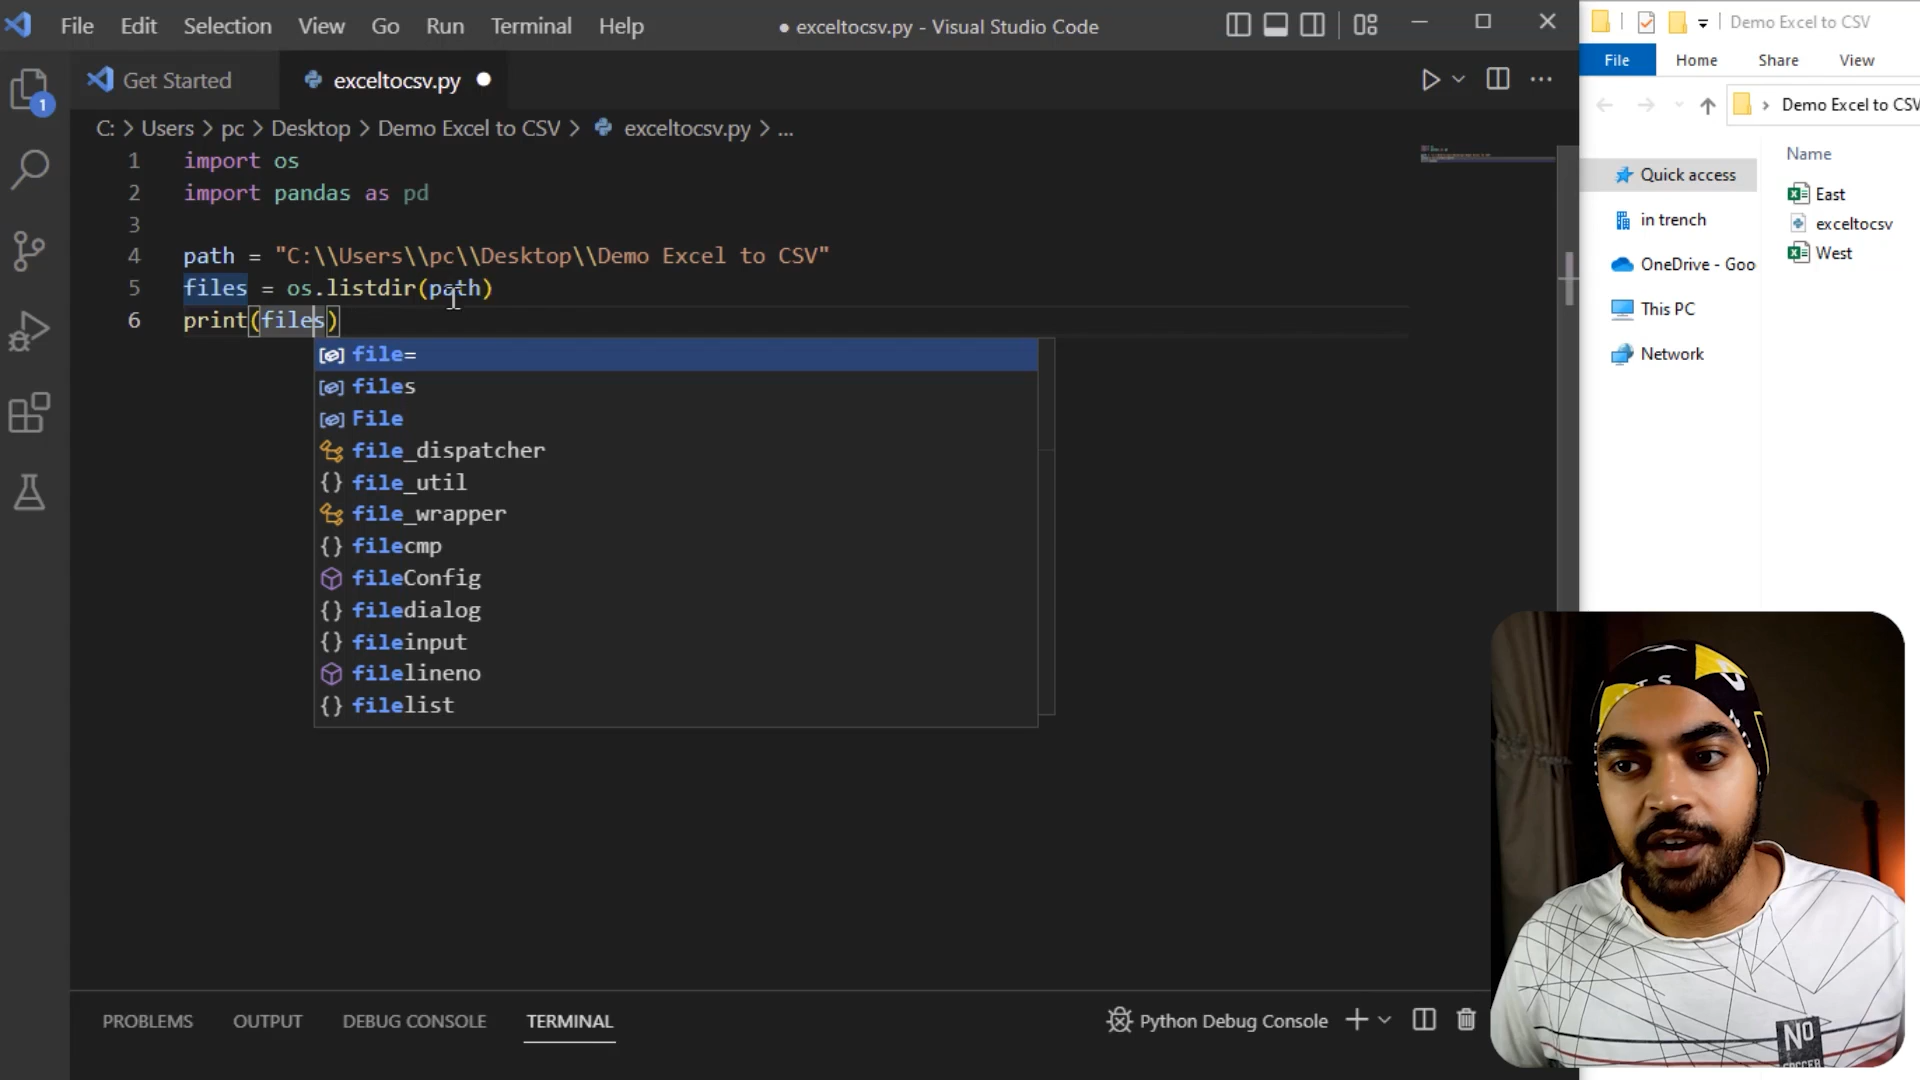 File Edit Selection View Go Run Terminal Help
● exceltocsv.py - Visual Studio Code
Get Started
exceltocsv.py
C: > Users > pc > Desktop > Demo Excel to CSV > exceltocsv.py > ...
1 import os
2 import pandas as pd
3
4 path = "C:\\Users\\pc\\Desktop\\Demo Excel to CSV"
5 files = os.listdir(path)
6 print(files)
file=
files
File
file_dispatcher
{} file_util
file_wrapper
{} filecmp
fileConfig
{} filedialog
{} fileinput
filelineno
{} filelist
1
PROBLEMS OUTPUT DEBUG CONSOLE TERMINAL
Python Debug Console
Demo Excel to CSV
File Home Share View
> Demo Excel to CSV
Quick access
in trench
OneDrive - Goo
This PC
Network
Name
East
exceltocsv
West
NO
SOCCER